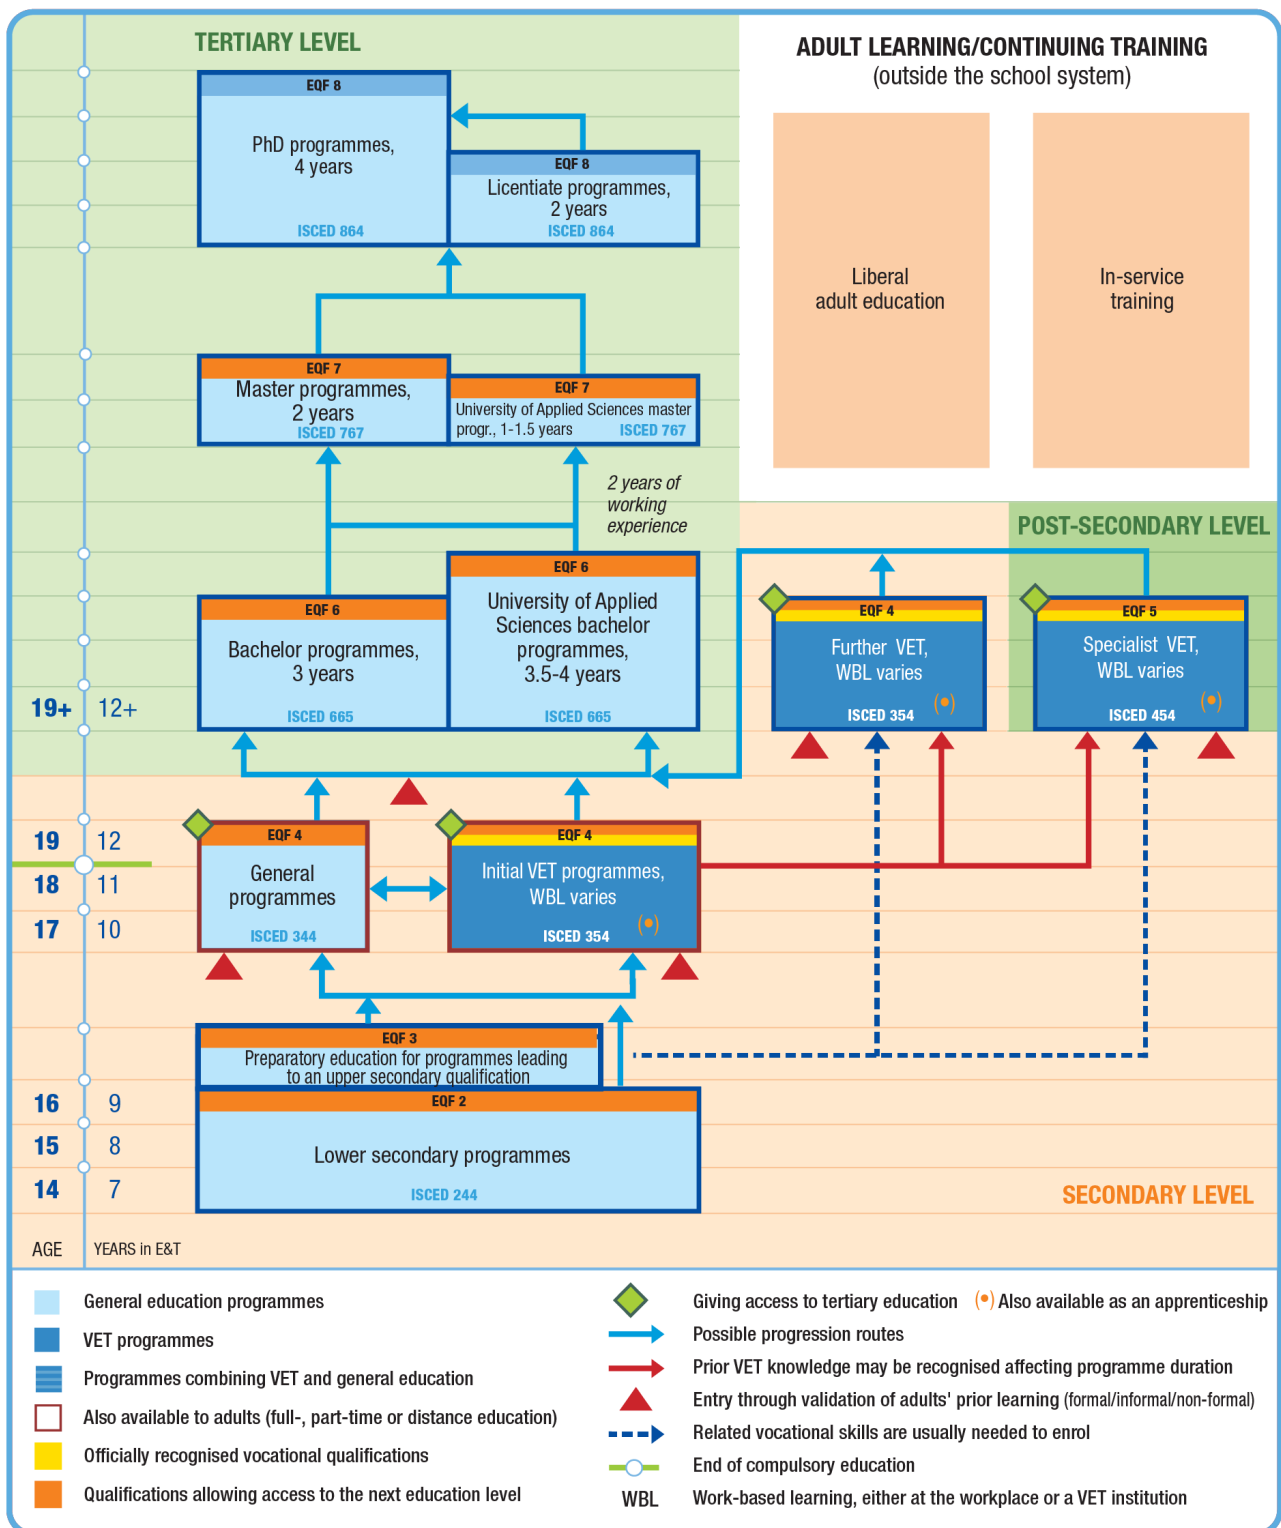 TERTIARY LEVEL
ADULT LEARNING/CONTINUING TRAINING
(outside the school system)
EQF 8
PhD programmes,
4 years
ISCED 864
EQF 8
Licentiate programmes,
2 years
ISCED 864
Liberal
adult education
In-service
training
EQF 7
Master programmes,
2 years
ISCED 767
EQF 7
University of Applied Sciences master
progr., 1-1.5 years
ISCED 767
2 years of
working
experience
POST-SECONDARY LEVEL
EQF 6
Bachelor programmes,
3 years
ISCED 665
EQF 6
University of Applied
Sciences bachelor
programmes,
3.5-4 years
ISCED 665
EQF 4
Further VET,
WBL varies
ISCED 354
EQF 5
Specialist VET,
WBL varies
ISCED 454
19+ 12+
19 12
18 11
17 10
EQF 4
General
programmes
ISCED 344
EQF 4
Initial VET programmes,
WBL varies
ISCED 354
EQF 3
Preparatory education for programmes leading
to an upper secondary qualification
16 9
15 8
14 7
EQF 2
Lower secondary programmes
ISCED 244
SECONDARY LEVEL
AGE YEARS in E&T
General education programmes
VET programmes
Programmes combining VET and general education
Also available to adults (full-, part-time or distance education)
Officially recognised vocational qualifications
Qualifications allowing access to the next education level
Giving access to tertiary education
Also available as an apprenticeship
Possible progression routes
Prior VET knowledge may be recognised affecting programme duration
Entry through validation of adults' prior learning (formal/informal/non-formal)
Related vocational skills are usually needed to enrol
End of compulsory education
WBL Work-based learning, either at the workplace or a VET institution